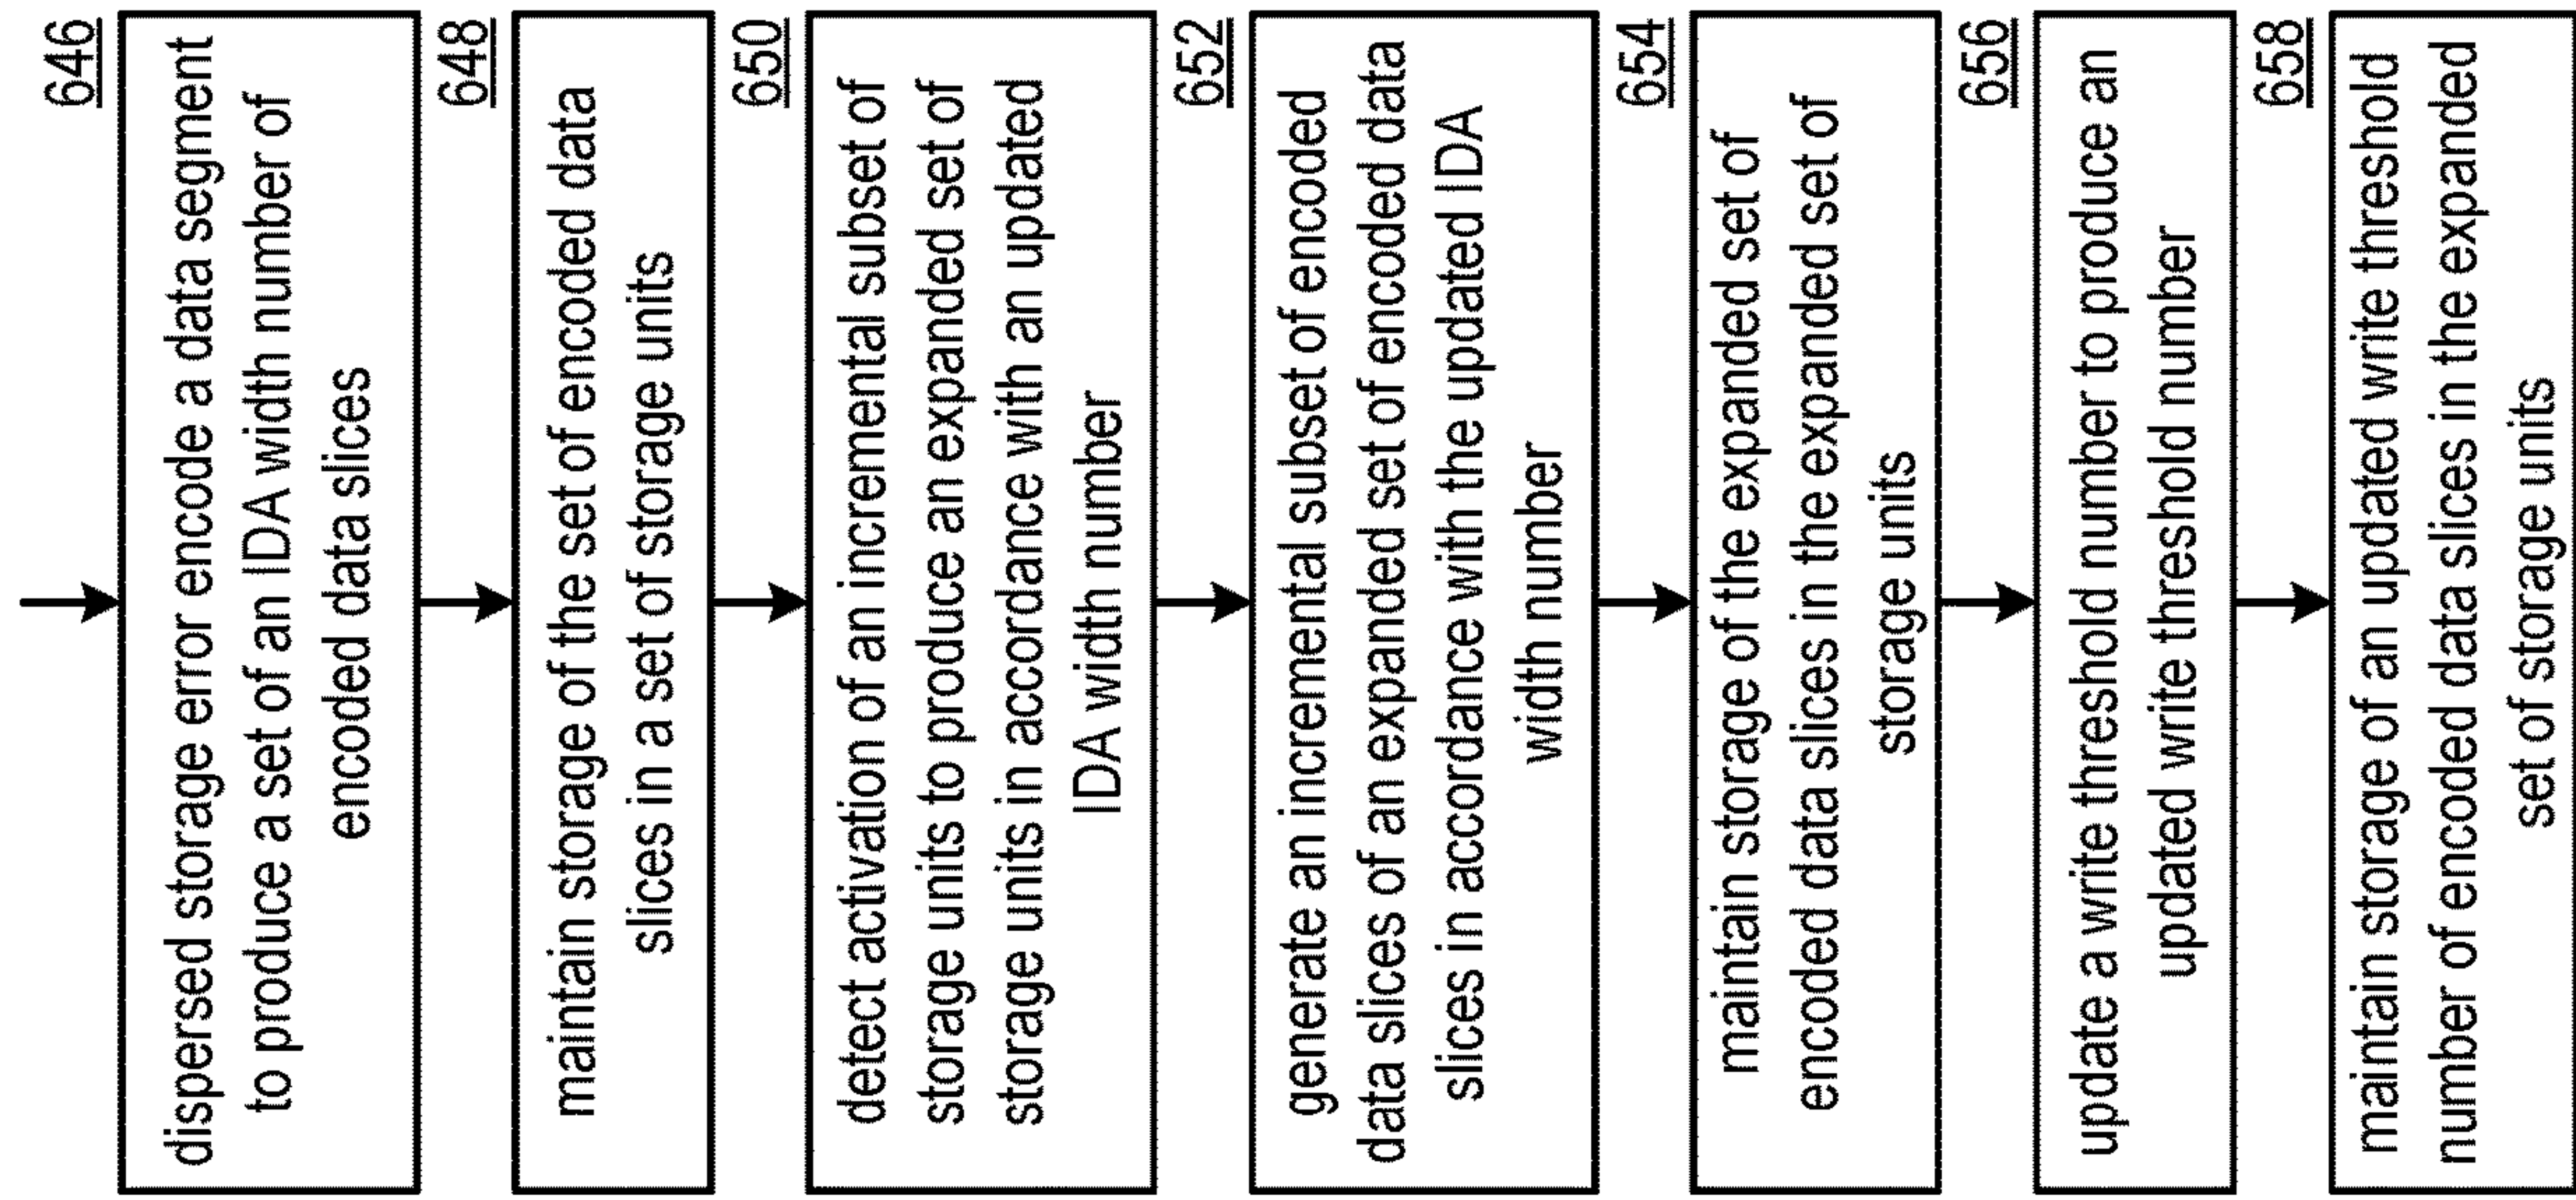 646
dispersed storage error encode a data segment
to produce a set of an IDA width number of
encoded data slices
648
maintain storage of the set of encoded data
slices in a set of storage units
650
detect activation of an incremental subset of
storage units to produce an expanded set of
storage units in accordance with an updated
IDA width number
652
generate an incremental subset of encoded
data slices of an expanded set of encoded data
slices in accordance with the updated IDA
width number
654
maintain storage of the expanded set of
encoded data slices in the expanded set of
storage units
656
update a write threshold number to produce an
updated write threshold number
658
maintain storage of an updated write threshold
number of encoded data slices in the expanded
set of storage units